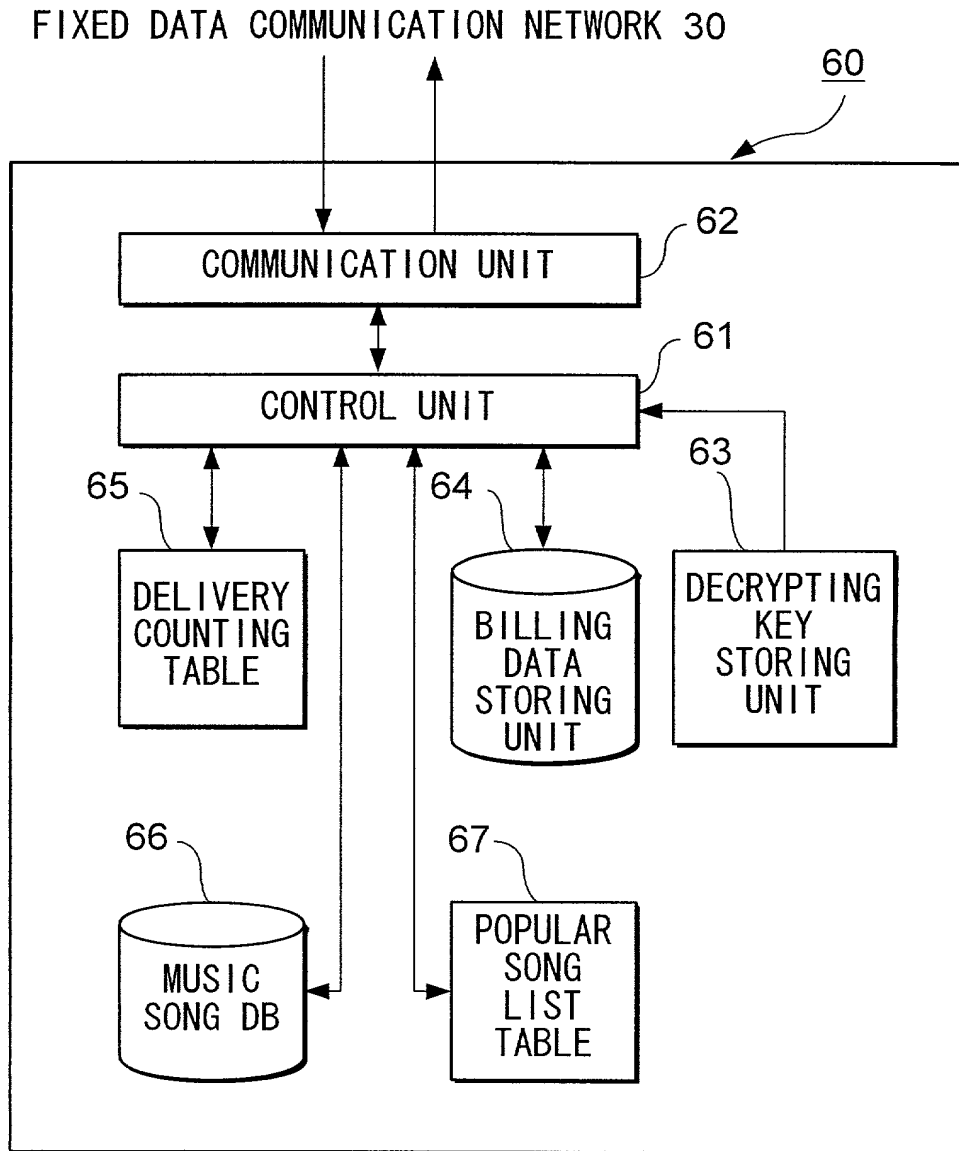 FIXED DATA COMMUNICATION NETWORK 30
60
62
COMMUNICATION UNIT
61
CONTROL UNIT
65
64
63
DELIVERY
COUNTING
TABLE
BILLING
DATA
STORING
UNIT
DECRYPTING
KEY
STORING
UNIT
66
67
MUSIC
SONG DB
POPULAR
SONG
LIST
TABLE